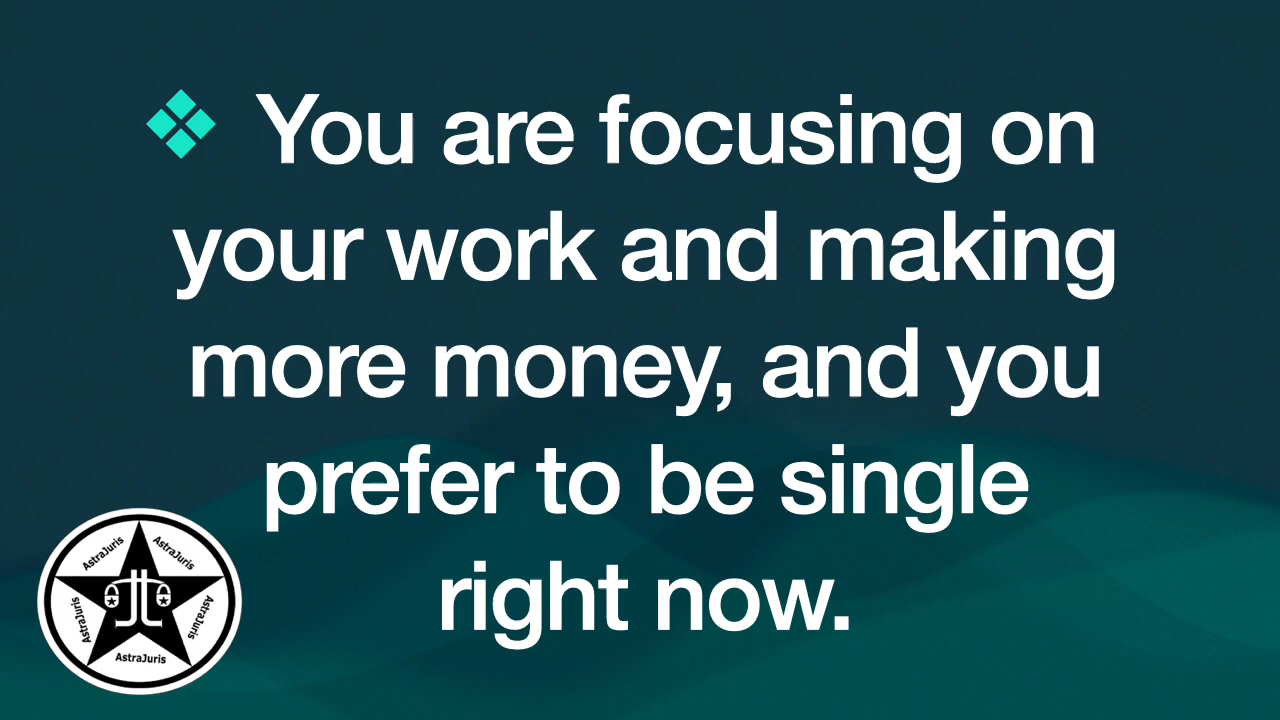 ❖ You are focusing on
your work and making
more money, and you
prefer to be single
right now.
AstraJuris
AstraJuris
AstraJuris
AstraJuris
AstraJuris